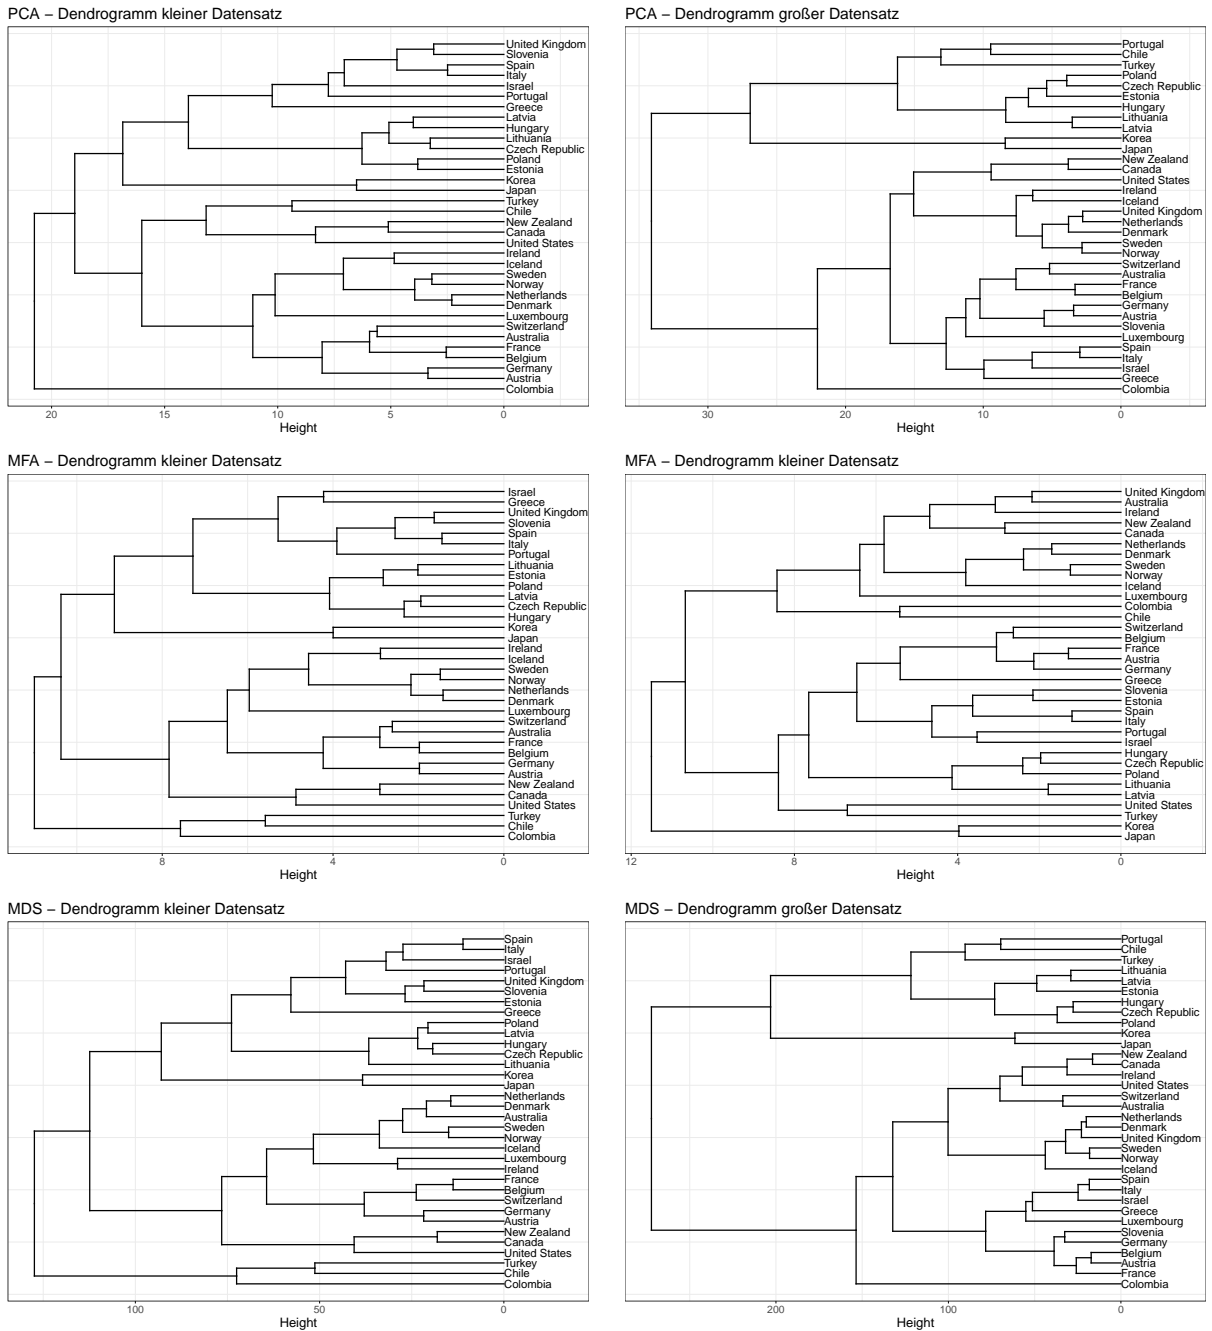 PCA – Dendrogramm kleiner Datensatz
United Kingdom
Slovenia
Spain
Italy
Israel
Portugal
Greece
Latvia
Hungary
Lithuania
Czech Republic
Poland
Estonia
Korea
Japan
Turkey
Chile
New Zealand
Canada
United States
Ireland
Iceland
Sweden
Norway
Netherlands
Denmark
Luxembourg
Switzerland
Australia
France
Belgium
Germany
Austria
Colombia
20 15 10 5 0
Height
PCA – Dendrogramm großer Datensatz
Portugal
Chile
Turkey
Poland
Czech Republic
Estonia
Hungary
Lithuania
Latvia
Korea
Japan
New Zealand
Canada
United States
Ireland
Iceland
United Kingdom
Netherlands
Denmark
Sweden
Norway
Switzerland
Australia
France
Belgium
Germany
Austria
Slovenia
Luxembourg
Spain
Italy
Israel
Greece
Colombia
30 20 10 0
Height
MFA – Dendrogramm kleiner Datensatz
Israel
Greece
United Kingdom
Slovenia
Spain
Italy
Portugal
Lithuania
Estonia
Poland
Latvia
Czech Republic
Hungary
Korea
Japan
Ireland
Iceland
Sweden
Norway
Netherlands
Denmark
Luxembourg
Switzerland
Australia
France
Belgium
Germany
Austria
New Zealand
Canada
United States
Turkey
Chile
Colombia
8 4 0
Height
MFA – Dendrogramm kleiner Datensatz
United Kingdom
Australia
Ireland
New Zealand
Canada
Netherlands
Denmark
Sweden
Norway
Iceland
Luxembourg
Colombia
Chile
Switzerland
Belgium
France
Austria
Germany
Greece
Slovenia
Estonia
Spain
Italy
Portugal
Israel
Hungary
Czech Republic
Poland
Lithuania
Latvia
United States
Turkey
Korea
Japan
12 8 4 0
Height
MDS – Dendrogramm kleiner Datensatz
Spain
Italy
Israel
Portugal
United Kingdom
Slovenia
Estonia
Greece
Poland
Latvia
Hungary
Czech Republic
Lithuania
Korea
Japan
Netherlands
Denmark
Australia
Sweden
Norway
Iceland
Luxembourg
Ireland
France
Belgium
Switzerland
Germany
Austria
New Zealand
Canada
United States
Turkey
Chile
Colombia
100 50 0
Height
MDS – Dendrogramm großer Datensatz
Portugal
Chile
Turkey
Lithuania
Latvia
Estonia
Hungary
Czech Republic
Poland
Korea
Japan
New Zealand
Canada
Ireland
United States
Switzerland
Australia
Netherlands
Denmark
United Kingdom
Sweden
Norway
Iceland
Spain
Italy
Israel
Greece
Luxembourg
Slovenia
Germany
Belgium
Austria
France
Colombia
200 100 0
Height